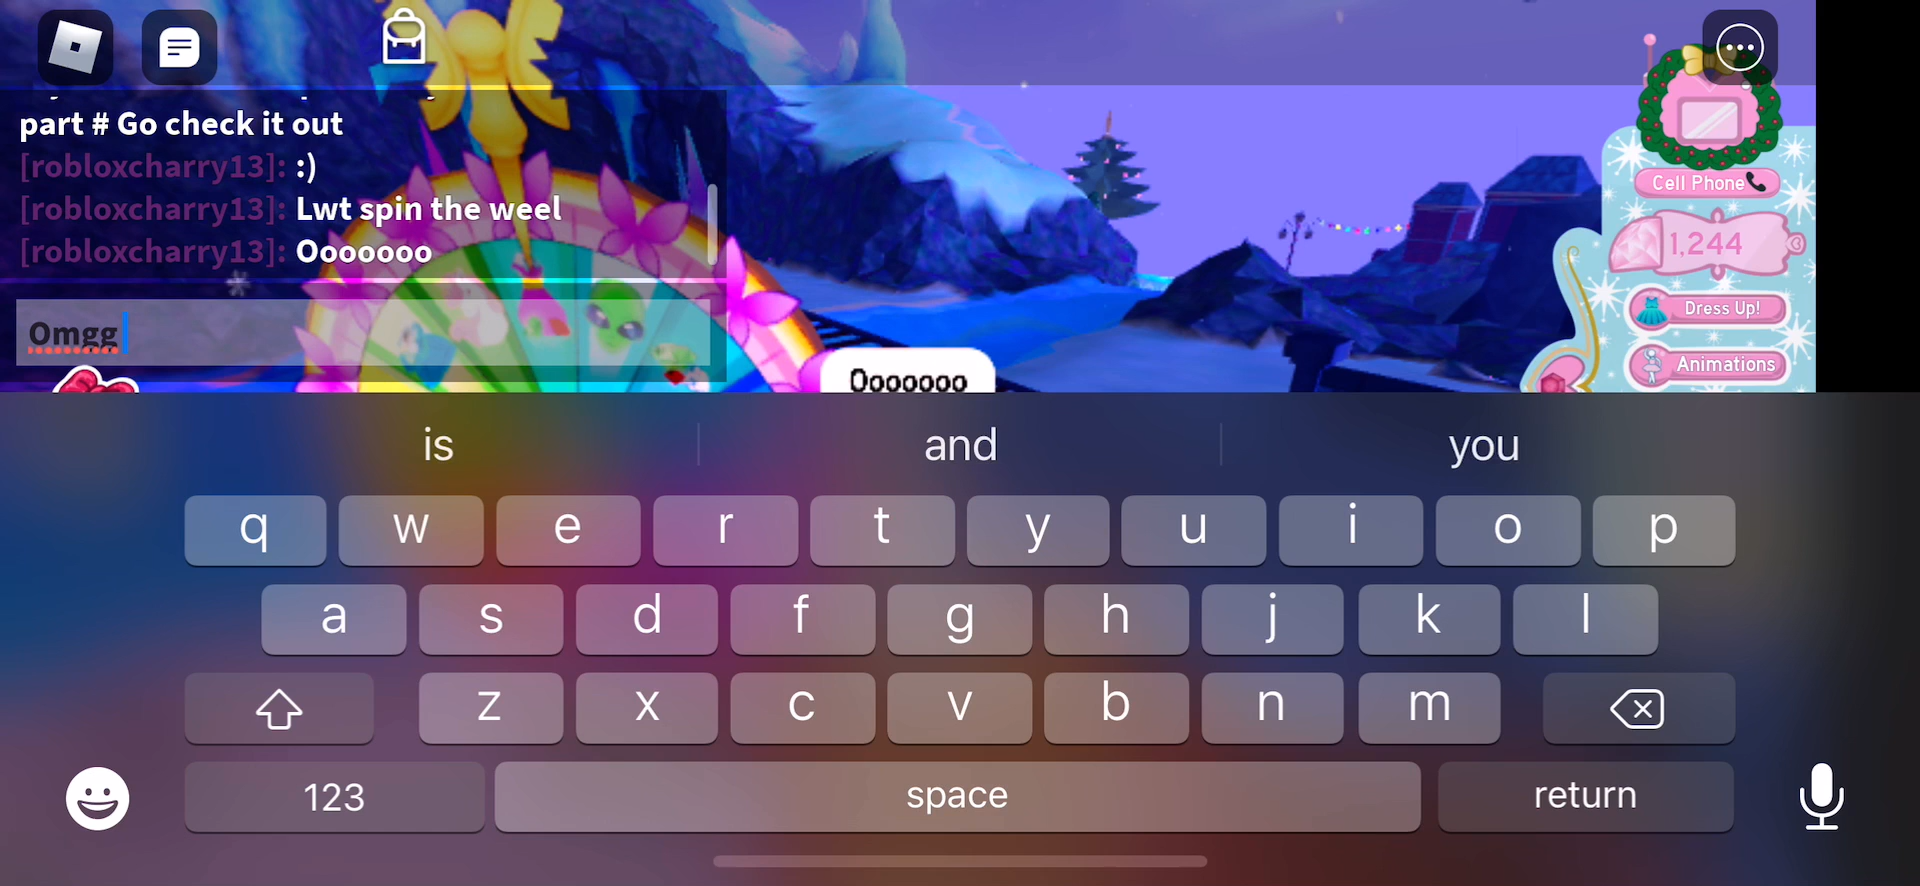 part # Go check it out
[robloxcharry13]: :)
[robloxcharry13]: Lwt spin the weel
[robloxcharry13]: Ooooooo
Omgg
Ooooooo
Cell Phone
1,244
Dress Up!
Animations
is and you
q w e r t y u i o p
a s d f g h j k l
z x c v b n m
123 space return